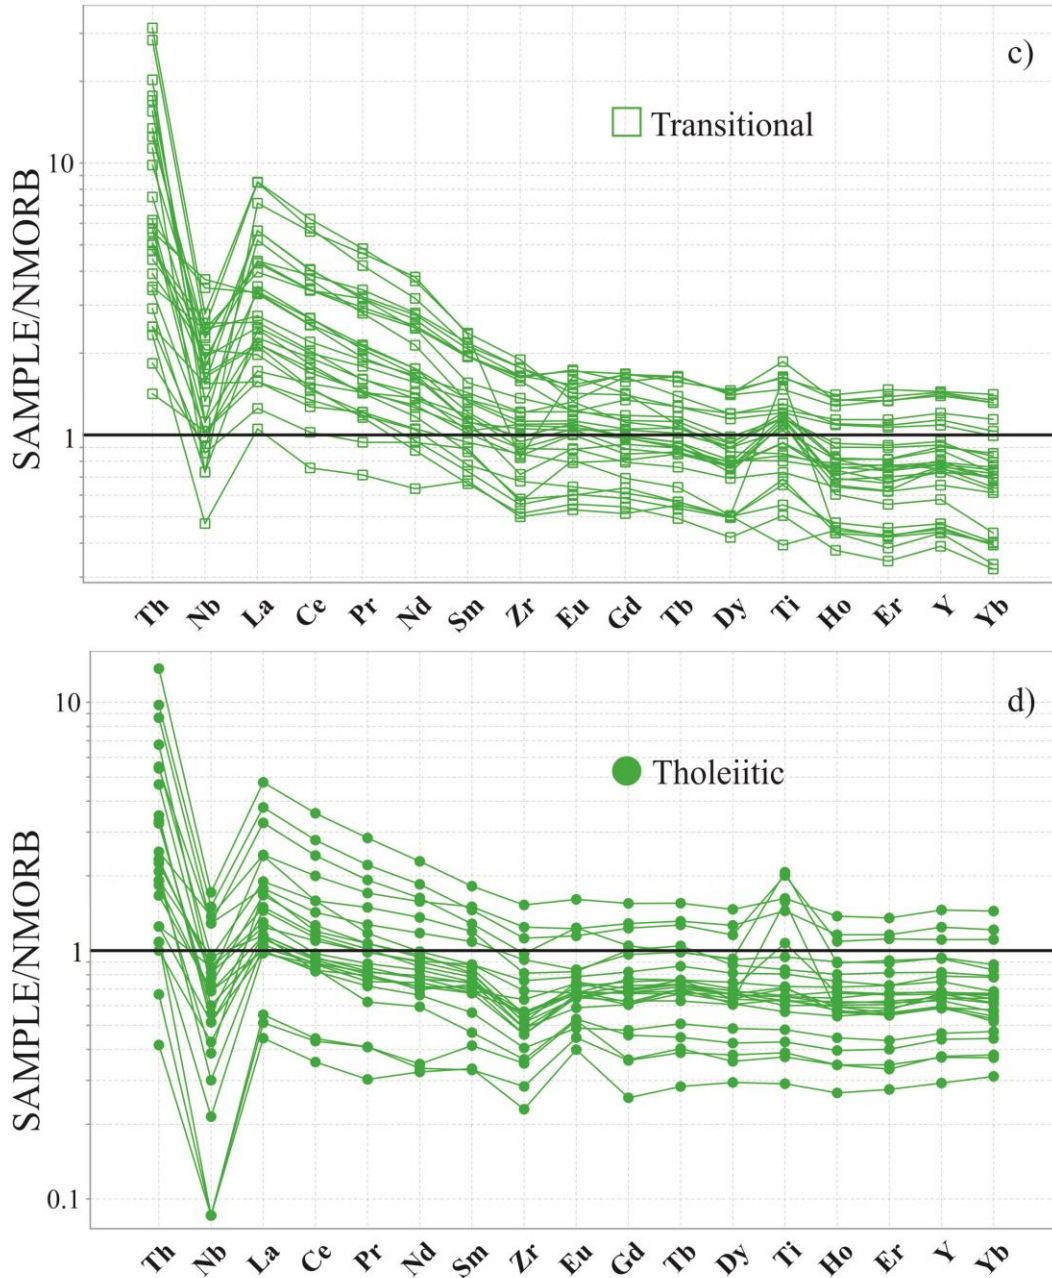 c)
Transitional
SAMPLE/NMORB
10
1
Th Nb La Ce Pr Nd Sm Zr Eu Gd Tb Dy Ti Ho Er Y Yb
d)
Tholeiitic
SAMPLE/NMORB
10
1
0.1
Th Nb La Ce Pr Nd Sm Zr Eu Gd Tb Dy Ti Ho Er Y Yb